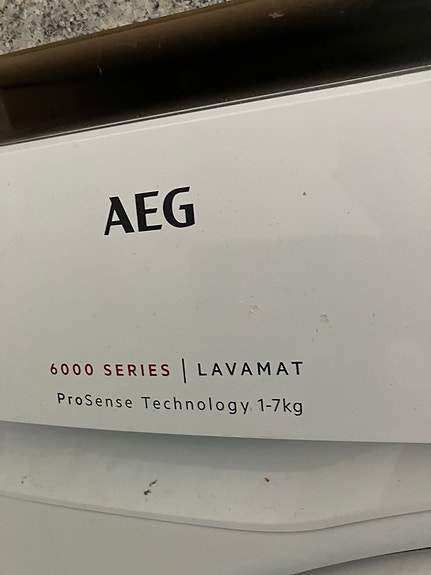 AEG
6000 SERIES | LAVAMAT
ProSense Technology 1-7kg